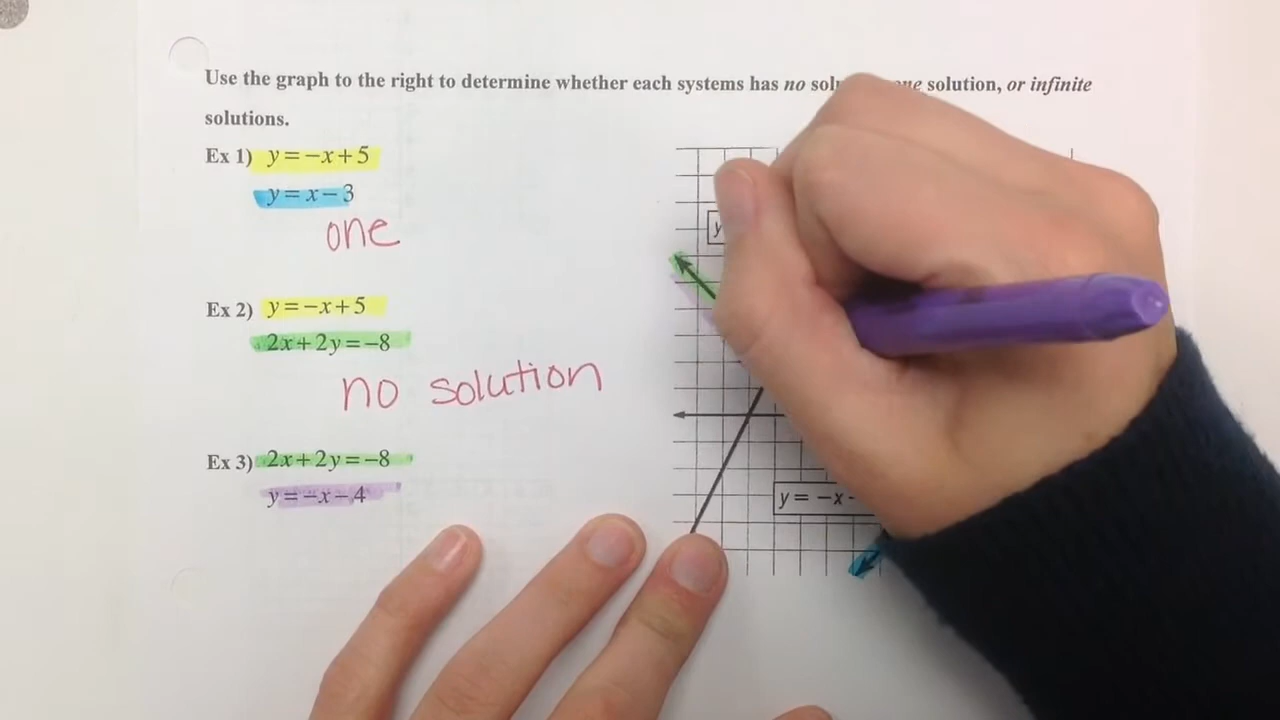 Use the graph to the right to determine whether each systems has no solution, or infinite
solutions.
Ex 1) y=−x+5
y=x−3
one
Ex 2) y=−x+5
2x+2y=−8
no solution
Ex 3) 2x+2y=−8
y=−x−4
y
y=−x-